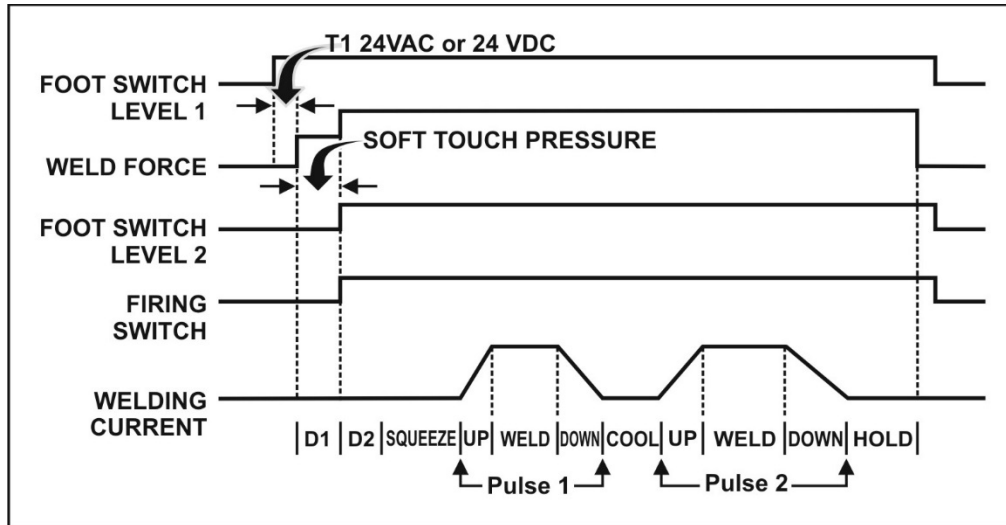 T1 24VAC or 24 VDC
FOOT SWITCH
LEVEL 1
SOFT TOUCH PRESSURE
WELD FORCE
FOOT SWITCH
LEVEL 2
FIRING
SWITCH
WELDING
CURRENT
D1 D2 SQUEEZE UP WELD DOWN COOL UP WELD DOWN HOLD
Pulse 1 Pulse 2